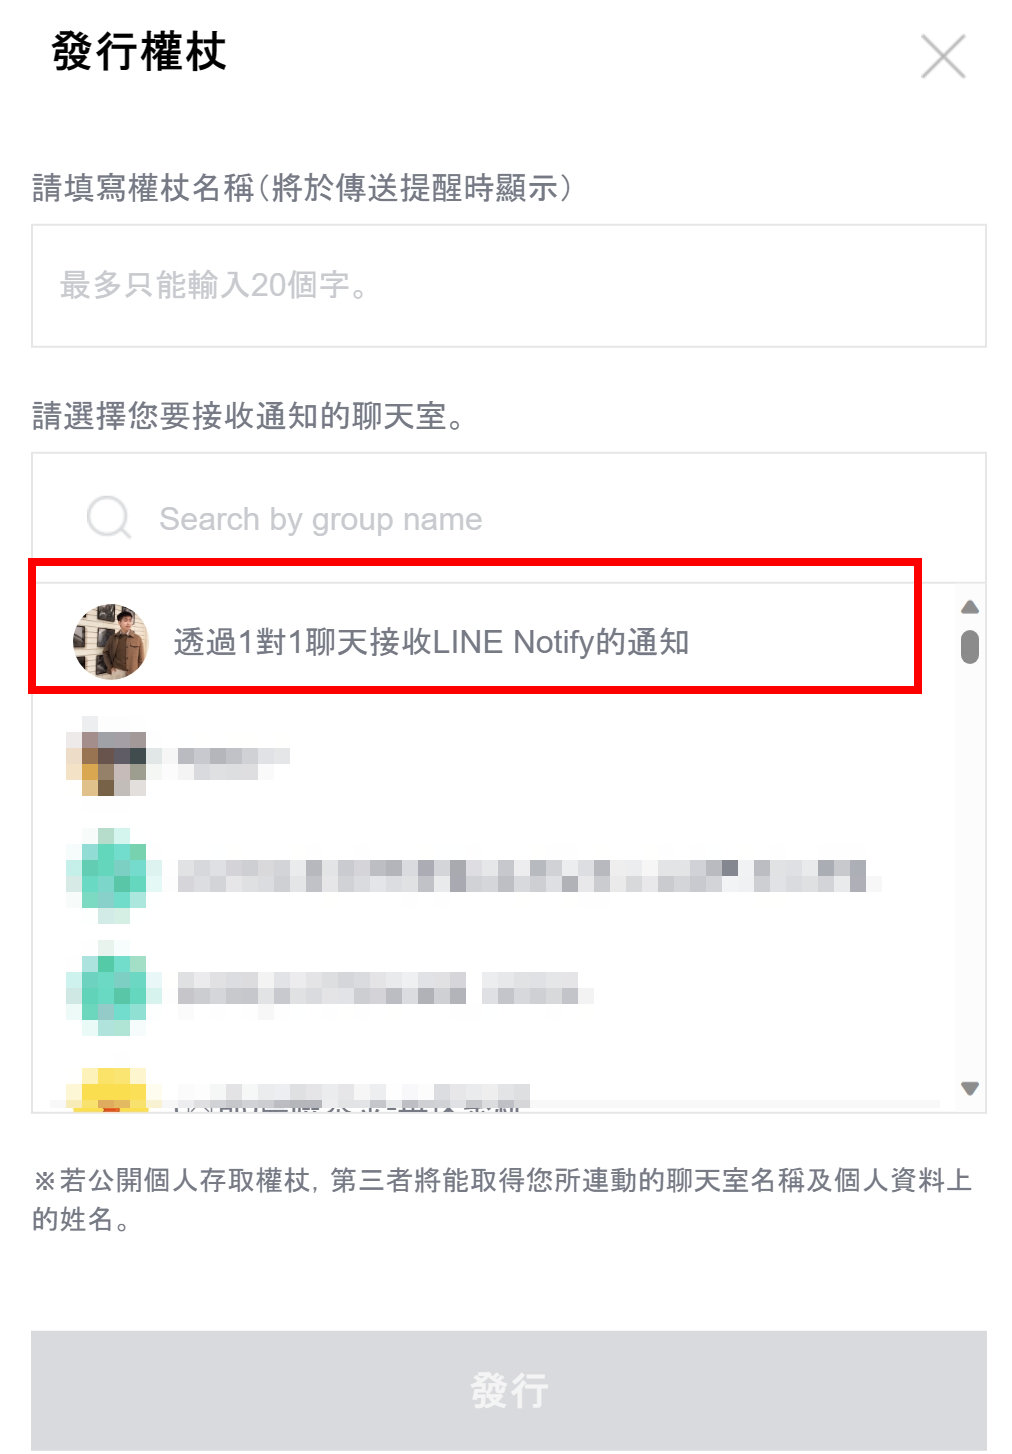 發行權杖
請填寫權杖名稱（將於傳送提醒時顯示）
最多只能輸入20個字。
請選擇您要接收通知的聊天室。
Search by group name
透過1對1聊天接收LINE Notify的通知
※若公開個人存取權杖，第三者將能取得您所連動的聊天室名稱及個人資料上
的姓名。
發行